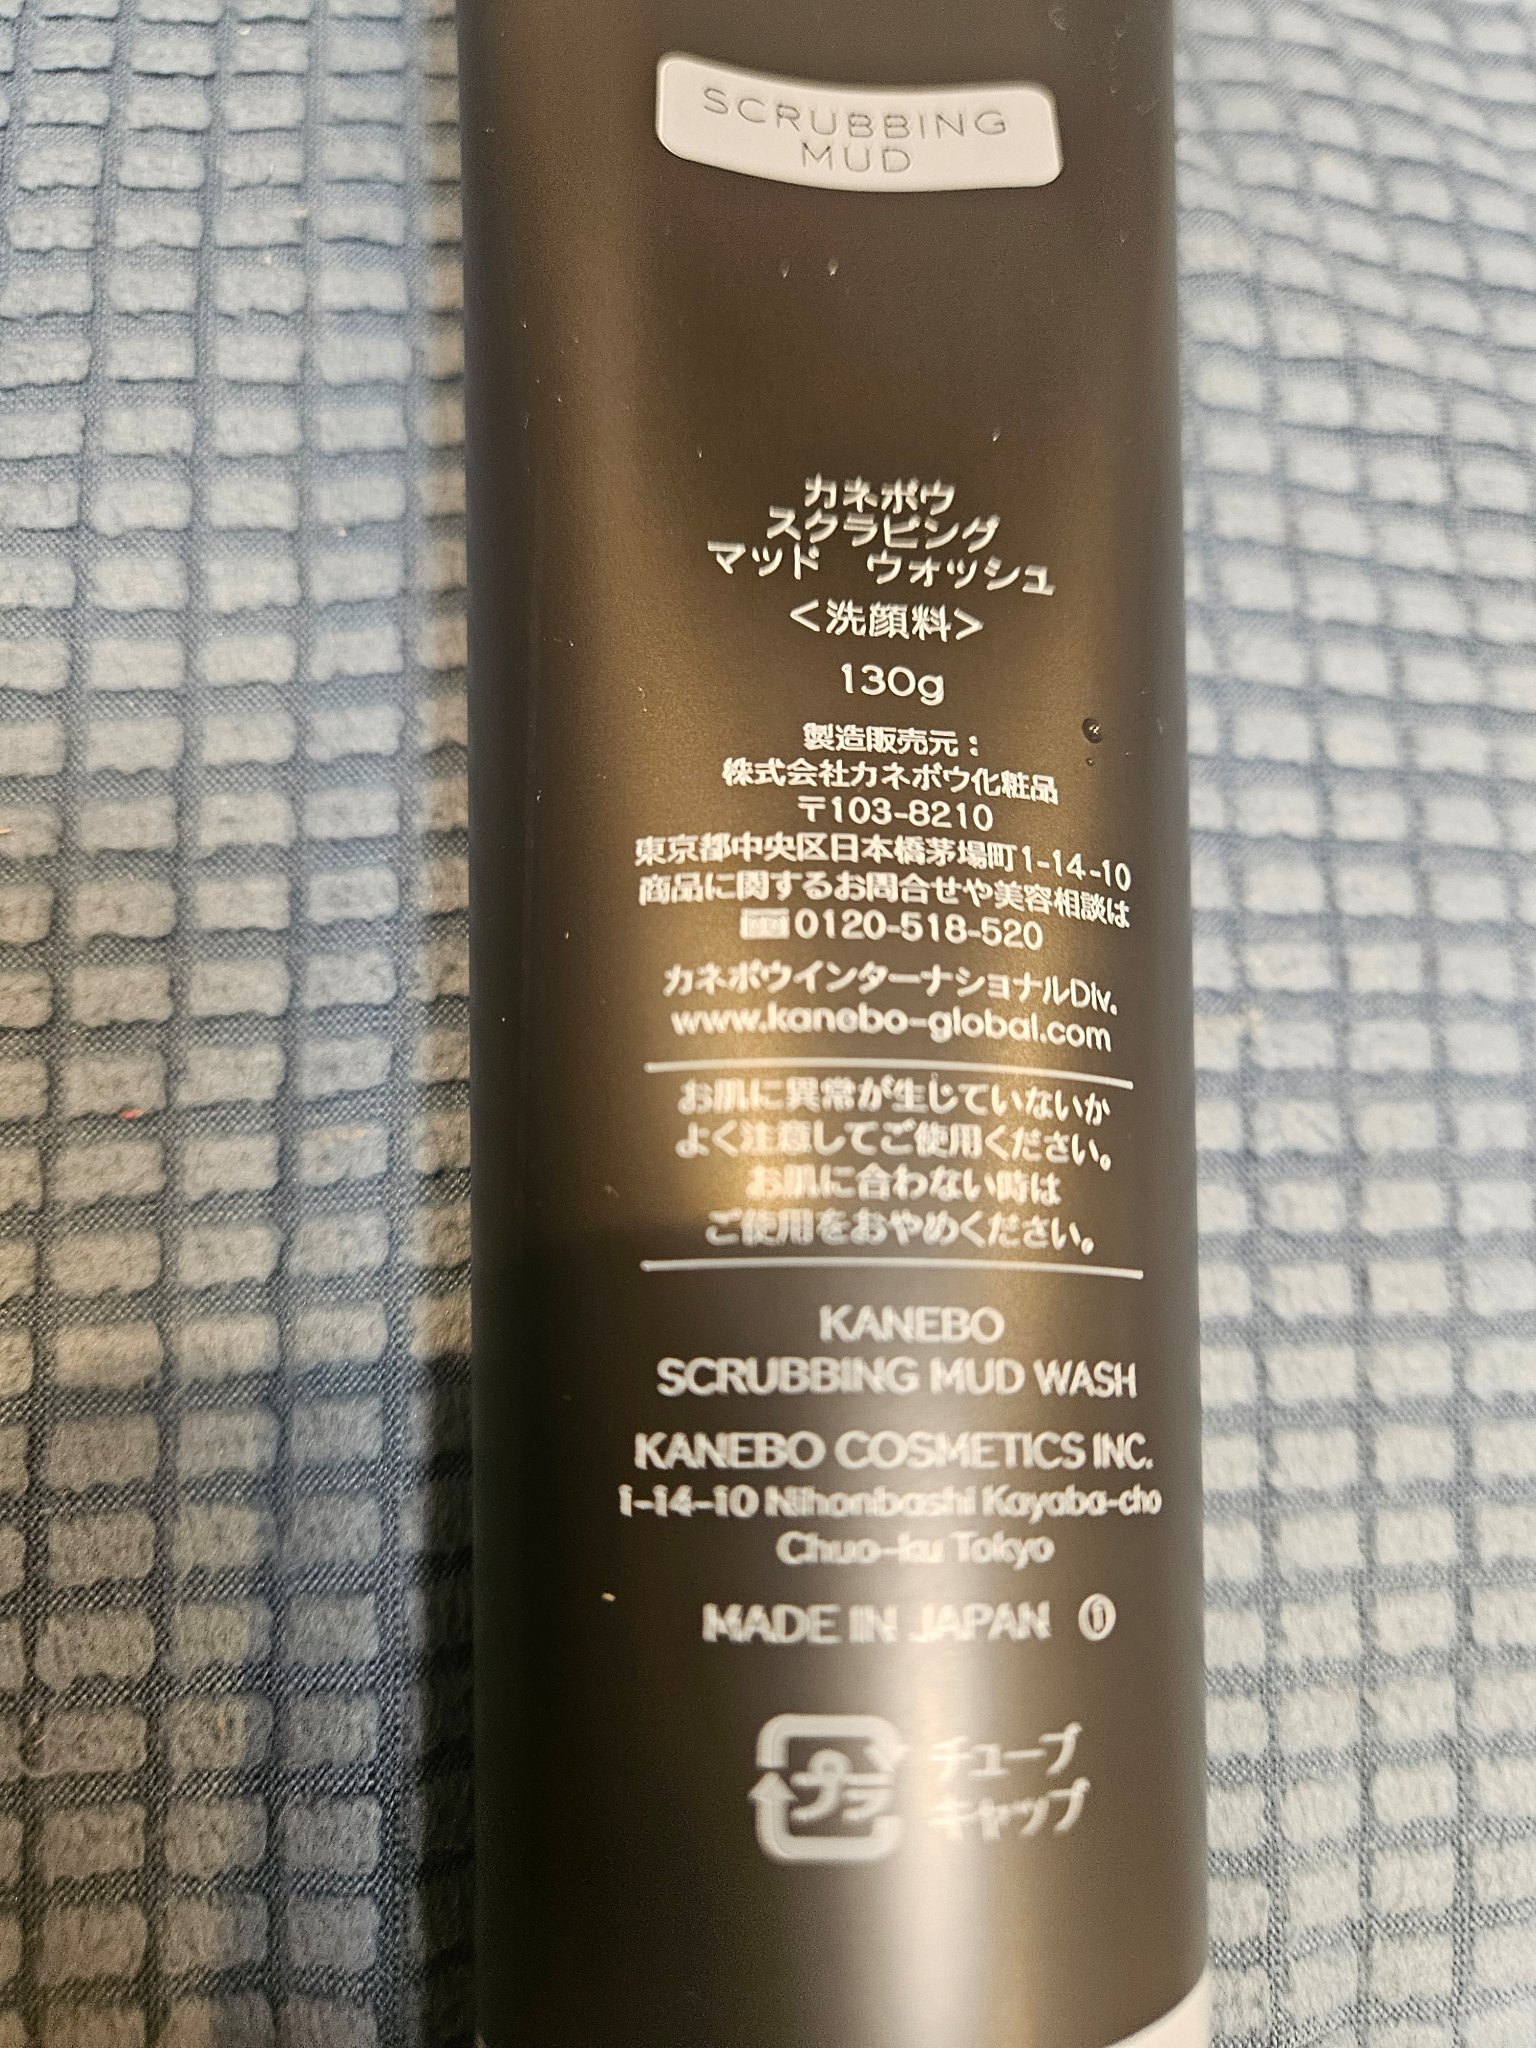 SCRUBBING
MUD
カネボウ
スクラビング
マッド　ウォッシュ
<洗顔料>
130g
製造販売元：
株式会社カネボウ化粧品
〒103-8210
東京都中央区日本橋茅場町1-14-10
商品に関するお問合せや美容相談は
0120-518-520
カネボウインターナショナルDiv.
www.kanebo-global.com
お肌に異常が生じていないか
よく注意してご使用ください。
お肌に合わない時は
ご使用をおやめください。
KANEBO
SCRUBBING MUD WASH
KANEBO COSMETICS INC.
1-14-10 Nihonbashi Kayaba-cho
Chuo-ku Tokyo
MADE IN JAPAN
プラ チューブ
キャップ